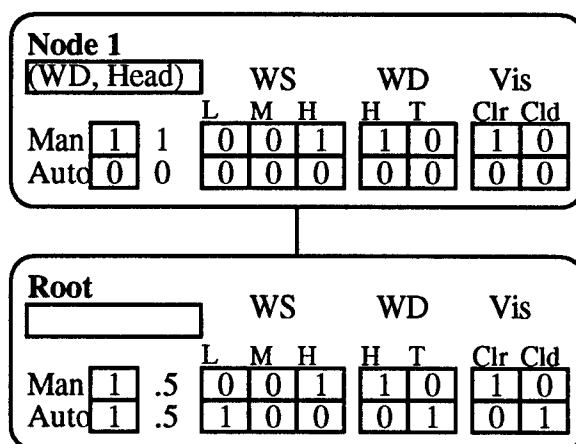 Node 1
(WD, Head) WS WD Vis
L M H H T Clr Cld
Man 1 1 0 0 1 1 0 1 0
Auto 0 0 0 0 0 0 0 0 0
Root
WS WD Vis
L M H H T Clr Cld
Man 1 .5 0 0 1 1 0 1 0
Auto 1 .5 1 0 0 0 1 0 1